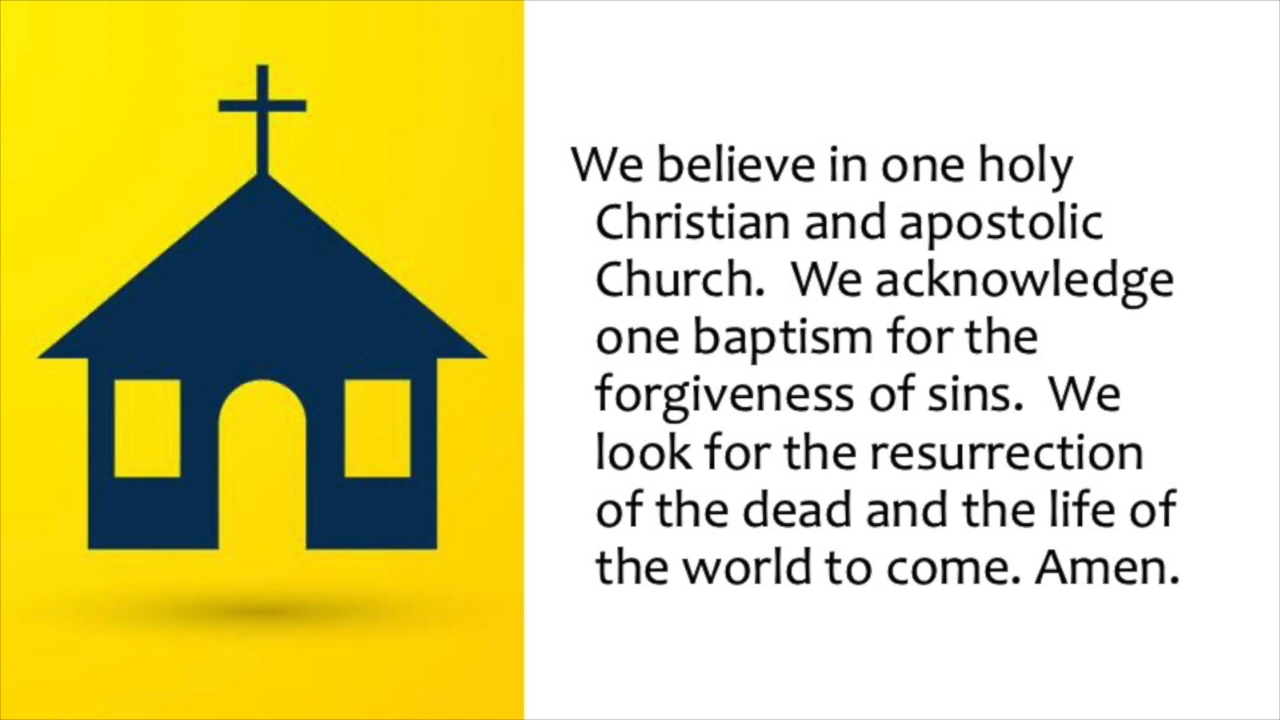 We believe in one holy
Christian and apostolic
Church.  We acknowledge
one baptism for the
forgiveness of sins.  We
look for the resurrection
of the dead and the life of
the world to come. Amen.